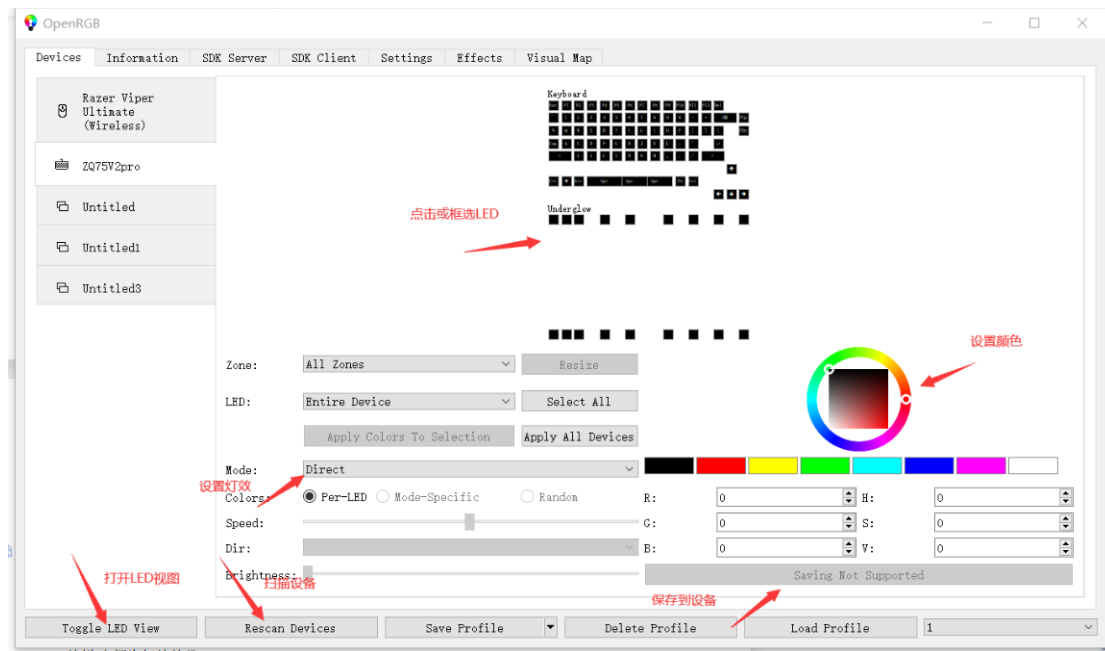 OpenRGB
Devices Information SDK Server SDK Client Settings Effects Visual Map
Razer Viper
Ultimate
(Wireless)
ZQ75V2pro
Untitled
Untitled1
Untitled3
Keyboard
点击或框选LED
Underglow
设置颜色
Zone: All Zones Resize
LED: Entire Device Select All
Apply Colors To Selection Apply All Devices
Mode: Direct
设置灯效
Colors: Per-LED Mode-Specific Random R: 0 H: 0
Speed: G: 0 S: 0
Dir: B: 0 V: 0
Brightness: Saving Not Supported
打开LED视图 扫描设备 保存到设备
Toggle LED View Rescan Devices Save Profile Delete Profile Load Profile 1